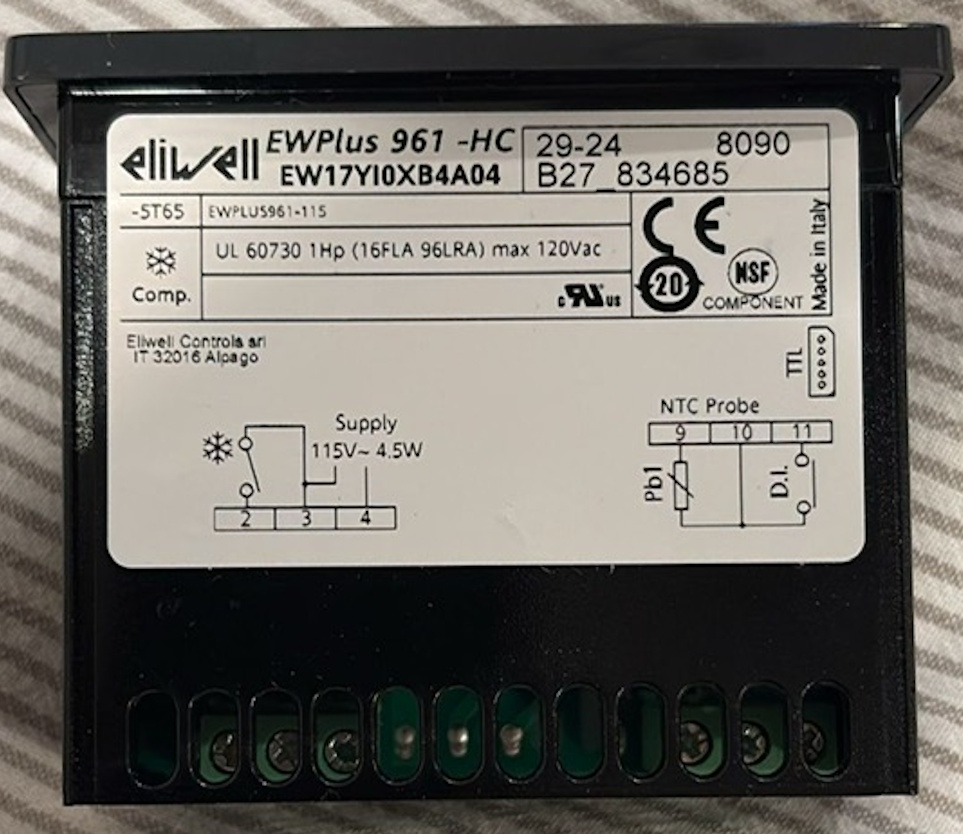 eliwell EWPlus 961 -HC
EW17YI0XB4A04
29-24 8090
B27_834685
-5T65 EWPLUS961-115
UL 60730 1Hp (16FLA 96LRA) max 120Vac
Comp.
c RU us
CE
20
NSF
COMPONENT
Made in Italy
Eliwell Controls srl
IT 32016 Alpago
TTL
Supply
115V~ 4.5W
2 3 4
NTC Probe
9 10 11
Pb1
D.I.